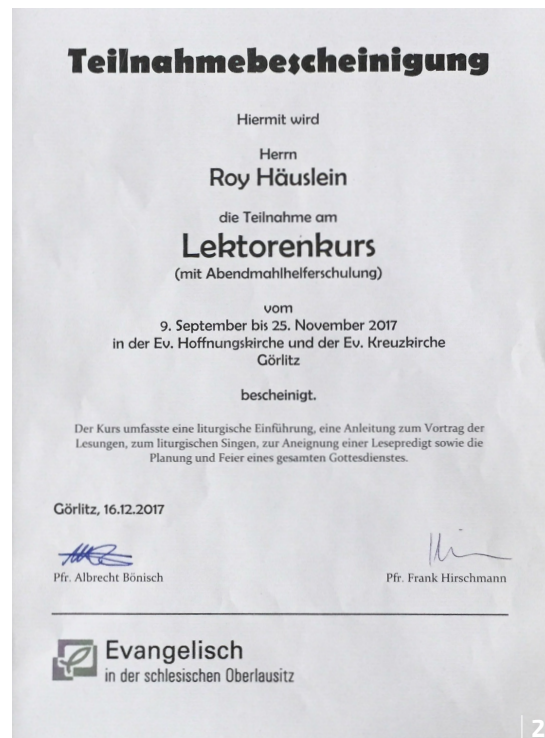 Teilnahmebescheinigung
Hiermit wird
Herrn
Roy Häuslein
die Teilnahme am
Lektorenkurs
(mit Abendmahlhelferschulung)
vom
9. September bis 25. November 2017
in der Ev. Hoffnungskirche und der Ev. Kreuzkirche
Görlitz
bescheinigt.
Der Kurs umfasste eine liturgische Einführung, eine Anleitung zum Vortrag der
Lesungen, zum liturgischen Singen, zur Aneignung einer Lesepredigt sowie die
Planung und Feier eines gesamten Gottesdienstes.
Görlitz, 16.12.2017
Pfr. Albrecht Bönisch
Pfr. Frank Hirschmann
Evangelisch
in der schlesischen Oberlausitz
2